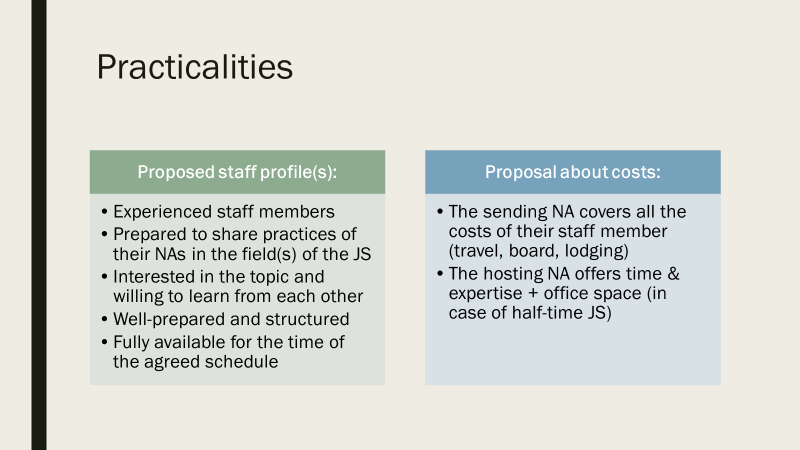 Practicalities
Proposed staff profile(s):
• Experienced staff members
• Prepared to share practices of
their NAs in the field(s) of the JS
• Interested in the topic and
willing to learn from each other
• Well-prepared and structured
• Fully available for the time of
the agreed schedule
Proposal about costs:
• The sending NA covers all the
costs of their staff member
(travel, board, lodging)
• The hosting NA offers time &
expertise + office space (in
case of half-time JS)